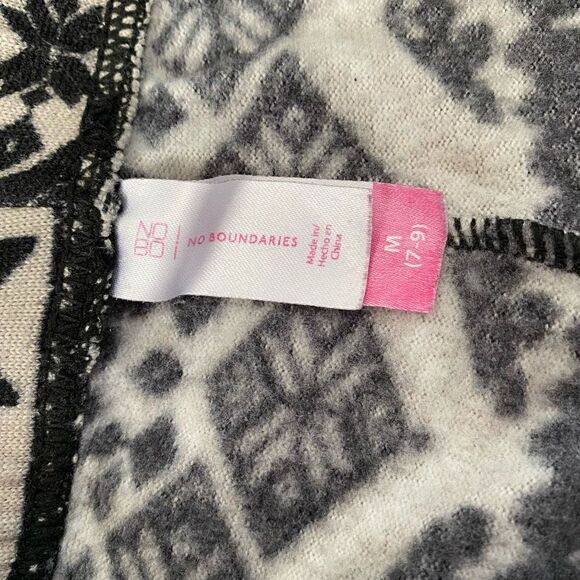 NO
BO
NO BOUNDARIES
Made in/
Hecho en
China
M
(7-9)